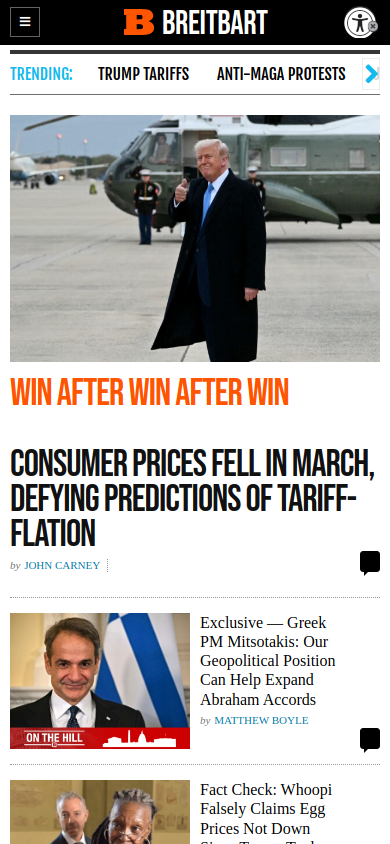 BREITBART
TRENDING: TRUMP TARIFFS ANTI-MAGA PROTESTS
WIN AFTER WIN AFTER WIN
CONSUMER PRICES FELL IN MARCH,
DEFYING PREDICTIONS OF TARIFF-
FLATION
by JOHN CARNEY
ON THE HILL
Exclusive — Greek
PM Mitsotakis: Our
Geopolitical Position
Can Help Expand
Abraham Accords
by MATTHEW BOYLE
Fact Check: Whoopi
Falsely Claims Egg
Prices Not Down